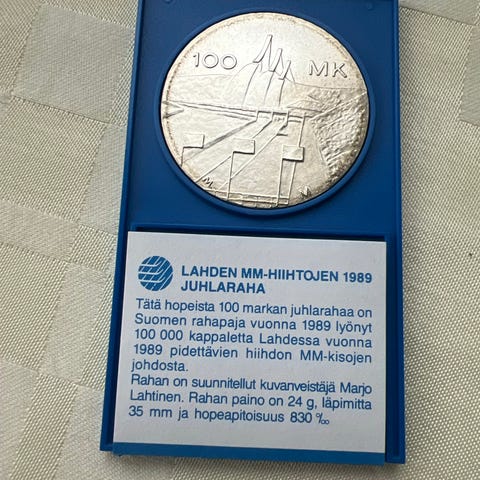 100 MK
M N
LAHDEN MM-HIIHTOJEN 1989
JUHLARAHA
Tätä hopeista 100 markan juhlarahaa on
Suomen rahapaja vuonna 1989 lyönyt
100 000 kappaletta Lahdessa vuonna
1989 pidettävien hiihdon MM-kisojen
johdosta.
Rahan on suunnitellut kuvanveistäjä Marjo
Lahtinen. Rahan paino on 24 g, läpimitta
35 mm ja hopeapitoisuus 830 ‰